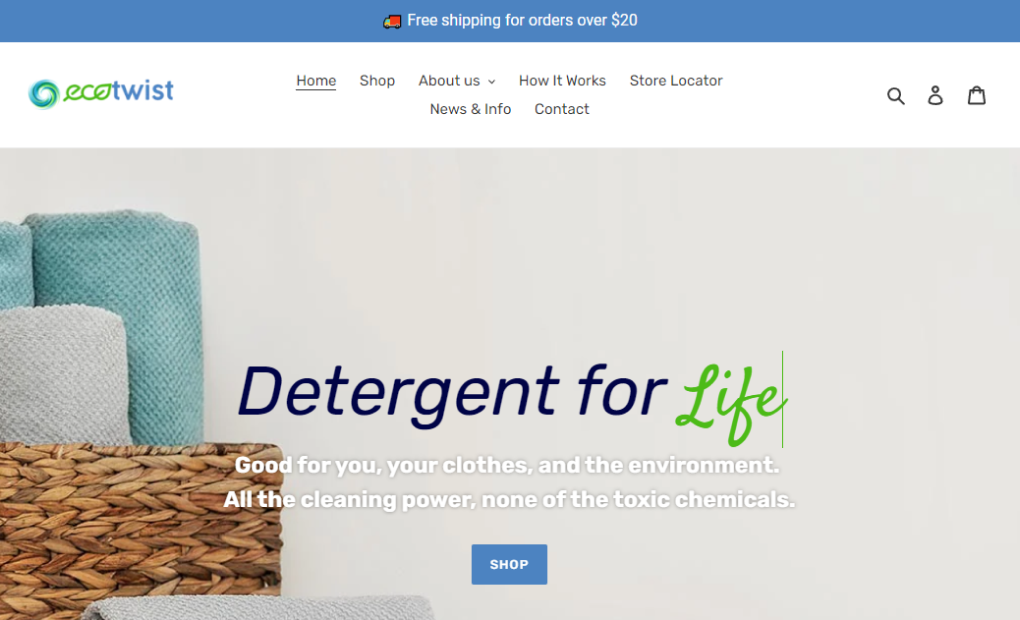 Free shipping for orders over $20
ecotwist
Home Shop About us How It Works Store Locator
News & Info Contact
Detergent for Life
Good for you, your clothes, and the environment.
All the cleaning power, none of the toxic chemicals.
SHOP